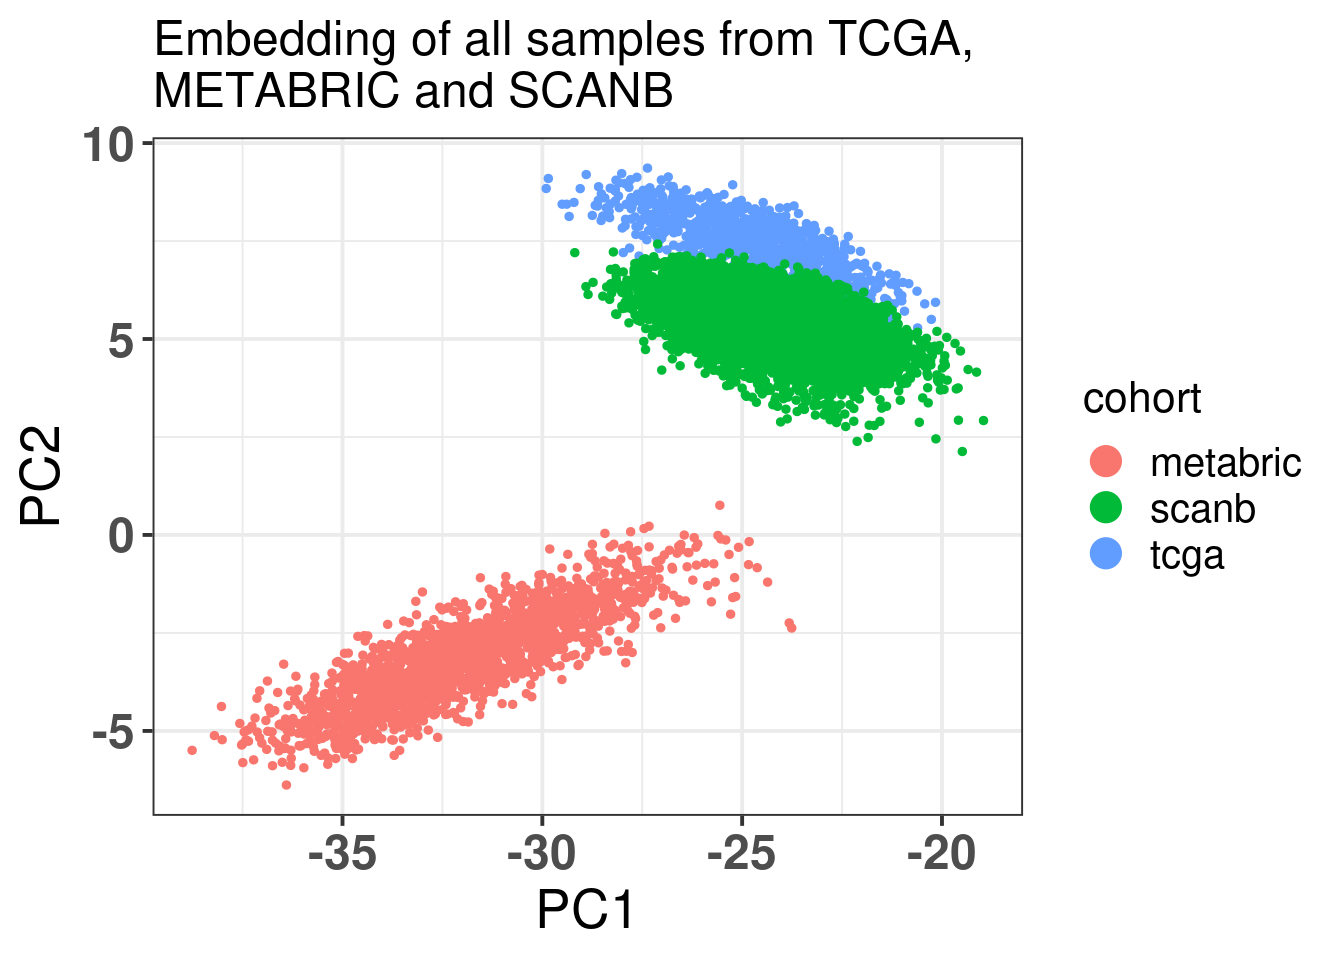 Embedding of all samples from TCGA,
METABRIC and SCANB
10
5
0
-5
PC2
-35
-30
-25
-20
PC1
cohort
metabric
scanb
tcga